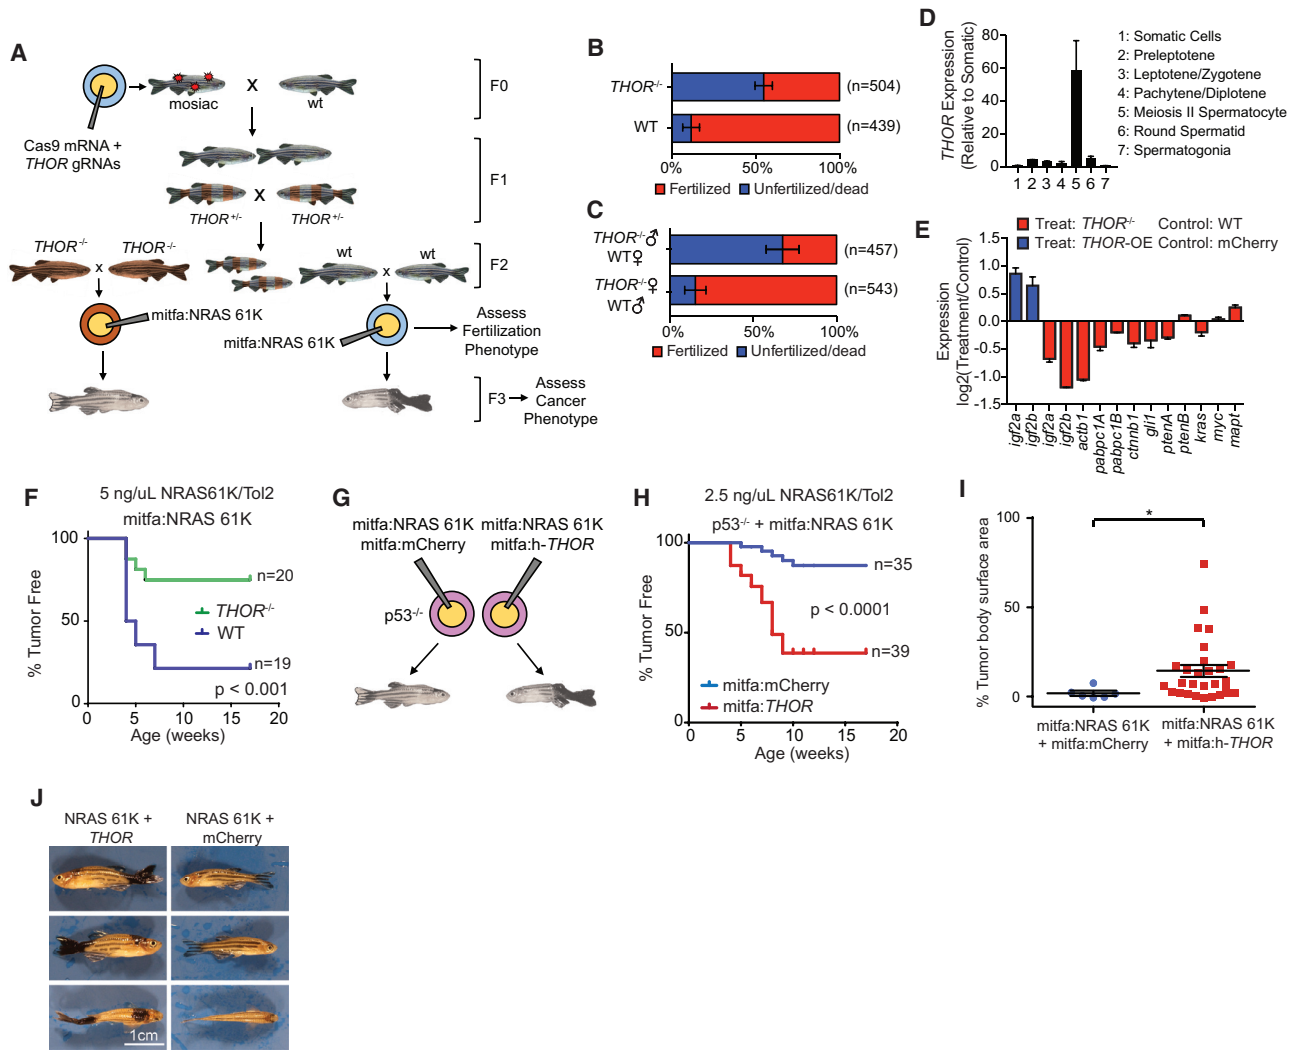 A
mosiac
X
wt
F0
Cas9 mRNA +
THOR gRNAs
X
THOR+/-
THOR+/-
F1
THOR-/-
THOR-/-
x
wt
wt
x
F2
mitfa:NRAS 61K
mitfa:NRAS 61K
Assess
Fertilization
Phenotype
F3
Assess
Cancer
Phenotype
B
THOR-/-
(n=504)
WT
(n=439)
0%
50%
100%
Fertilized
Unfertilized/dead
C
THOR-/-♂
WT♀
(n=457)
THOR-/-♀
WT♂
(n=543)
0%
50%
100%
Fertilized
Unfertilized/dead
D
THOR Expression
(Relative to Somatic)
80
60
40
20
0
1 2 3 4 5 6 7
1: Somatic Cells
2: Preleptotene
3: Leptotene/Zygotene
4: Pachytene/Diplotene
5: Meiosis II Spermatocyte
6: Round Spermatid
7: Spermatogonia
E
Treat: THOR-/- Control: WT
Treat: THOR-OE Control: mCherry
Expression
log2(Treatment/Control)
1.5
1.0
0.5
0.0
-0.5
-1.0
-1.5
igf2a
igf2b
igf2a
igf2b
actb1
pabpc1A
pabpc1B
ctnnb1
gli1
ptenA
ptenB
kras
myc
mapt
F
5 ng/uL NRAS61K/Tol2
mitfa:NRAS 61K
% Tumor Free
100
50
0
n=20
THOR-/-
WT
n=19
p < 0.001
0 5 10 15 20
Age (weeks)
G
mitfa:NRAS 61K
mitfa:mCherry
mitfa:NRAS 61K
mitfa:h-THOR
p53-/-
H
2.5 ng/uL NRAS61K/Tol2
p53-/- + mitfa:NRAS 61K
% Tumor Free
100
50
0
n=35
p < 0.0001
n=39
mitfa:mCherry
mitfa:THOR
0 5 10 15 20
Age (weeks)
I
% Tumor body surface area
100
50
0
*
mitfa:NRAS 61K
+ mitfa:mCherry
mitfa:NRAS 61K
+ mitfa:h-THOR
J
NRAS 61K +
THOR
NRAS 61K +
mCherry
1cm